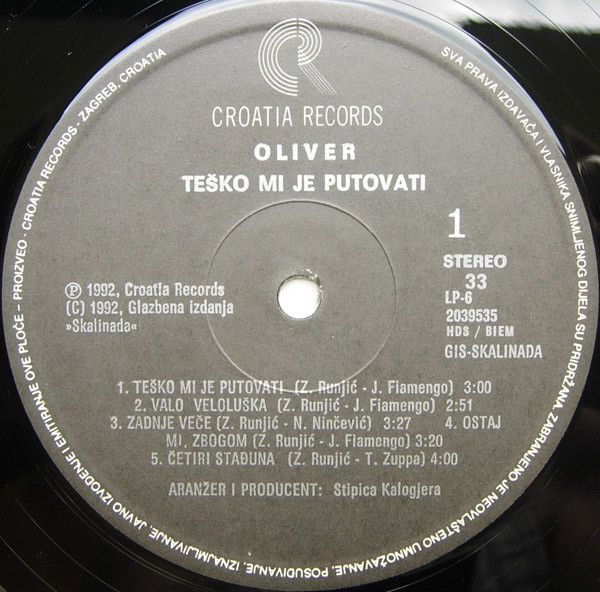 CROATIA RECORDS
OLIVER
TEŠKO MI JE PUTOVATI
1
STEREO
33
LP-6
2039535
HDS / BIEM
GIS-SKALINADA
Ⓟ 1992, Croatia Records
(C) 1992, Glazbena izdanja
»Skalinada«
1. TEŠKO MI JE PUTOVATI (Z. Runjić - J. Fiamengo) 3:00
2. VALO VELOLUŠKA (Z. Runjić - J. Fiamengo) 2:51
3. ZADNJE VEČE (Z. Runjić - N. Ninčević) 3:27 4. OSTAJ
MI, ZBOGOM (Z. Runjić - J. Flamengo) 3:20
5. ČETIRI STAĐUNA (Z. Runjić - T. Zuppa) 4:50
ARANŽER I PRODUCENT: Stipica Kalogjera
SVA PRAVA IZDAVAČA I VLASNIKA SNIMLJENOG DIJELA SU PRIDRŽANA. ZABRANJENO JE NEOVLAŠTENO UMNOŽAVANJE, POSUĐIVANJE, IZNAJMLJIVANJE, JAVNO IZVOĐENJE I EMITIRANJE OVE PLOČE – PROIZVEO – CROATIA RECORDS - ZAGREB, CROATIA